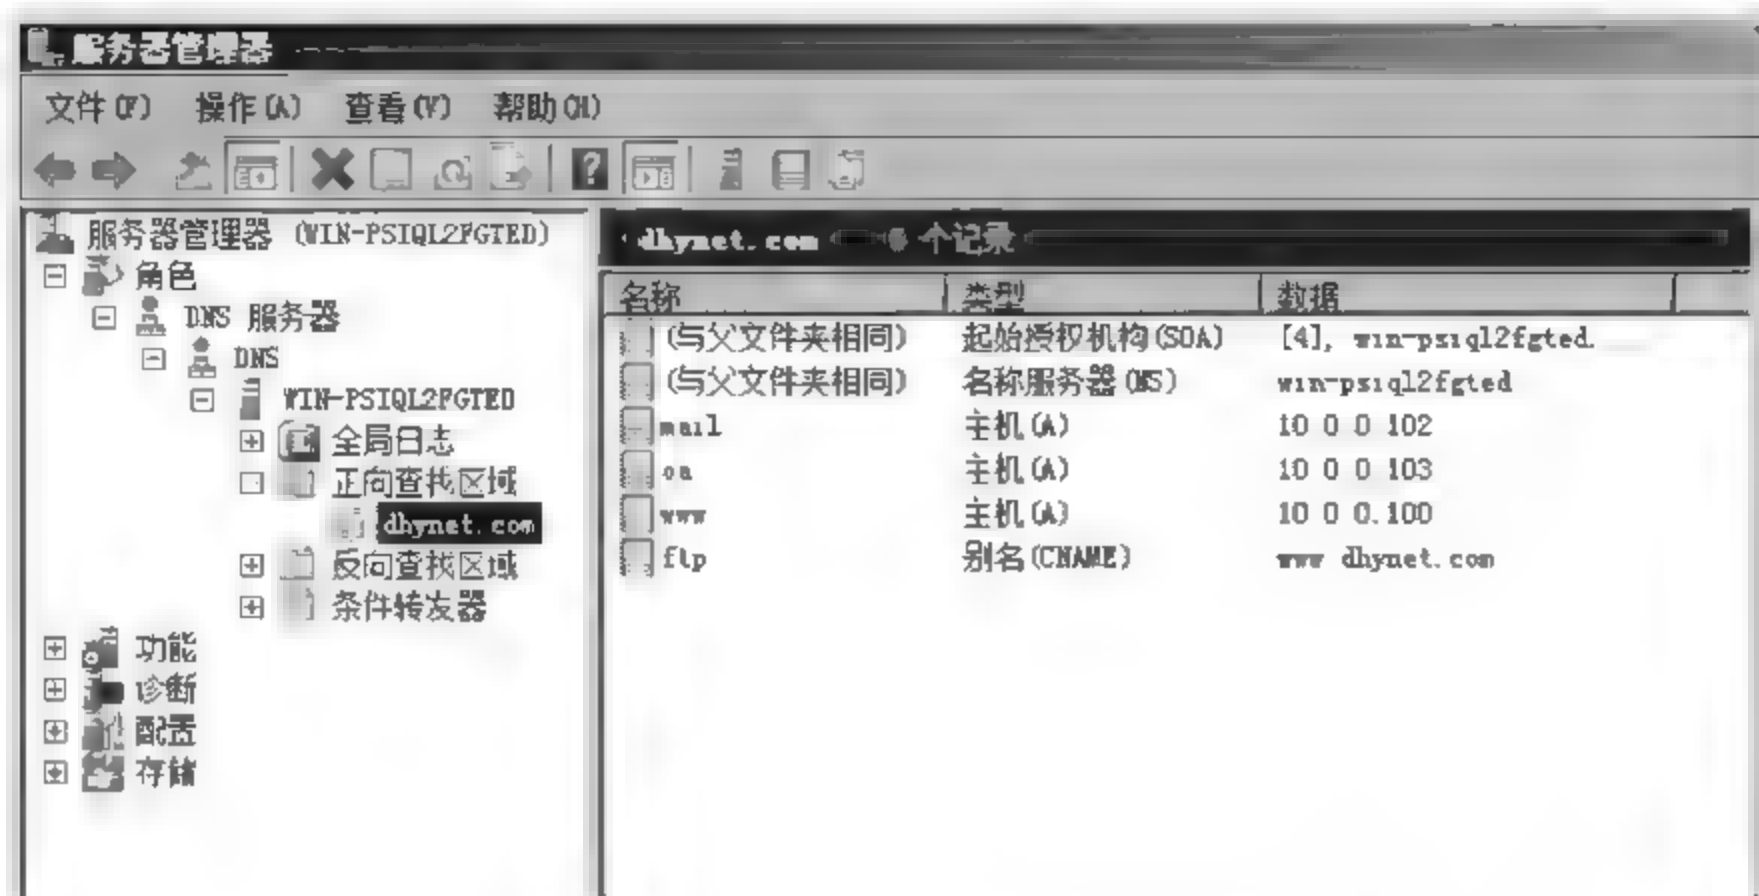 服务器管理器
文件(F) 操作(A) 查看(V) 帮助(H)
服务器管理器 (WIN-PSIQL2FGTED)
角色
DNS 服务器
DNS
WIN-PSIQL2FGTED
全局日志
正向查找区域
dhynet.com
反向查找区域
条件转发器
功能
诊断
配置
存储
dhynet.com 6 个记录
名称 类型 数据
(与父文件夹相同) 起始授权机构(SOA) [4], win-psiql2fgted.
(与父文件夹相同) 名称服务器(NS) win-psiql2fgted
mail 主机(A) 10 0 0 102
oa 主机(A) 10 0 0 103
www 主机(A) 10 0 0.100
ftp 别名(CNAME) www dhynet.com